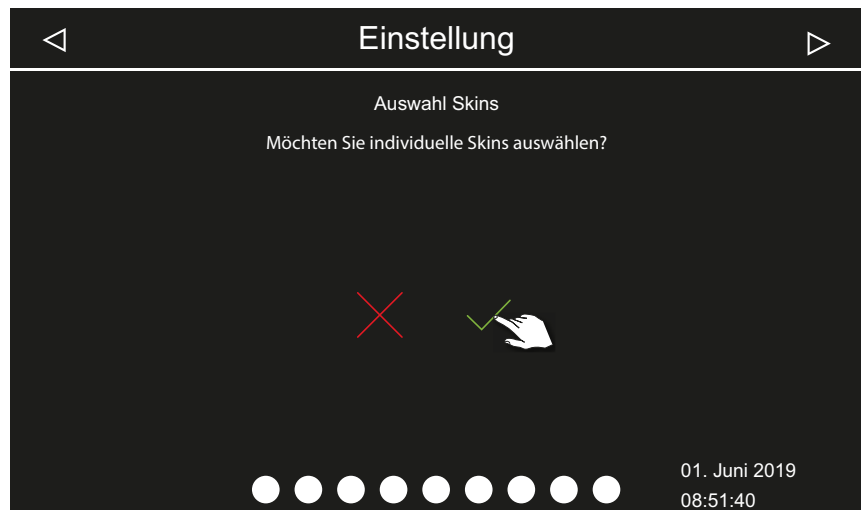 Einstellung
Auswahl Skins
Möchten Sie individuelle Skins auswählen?
01. Juni 2019
08:51:40